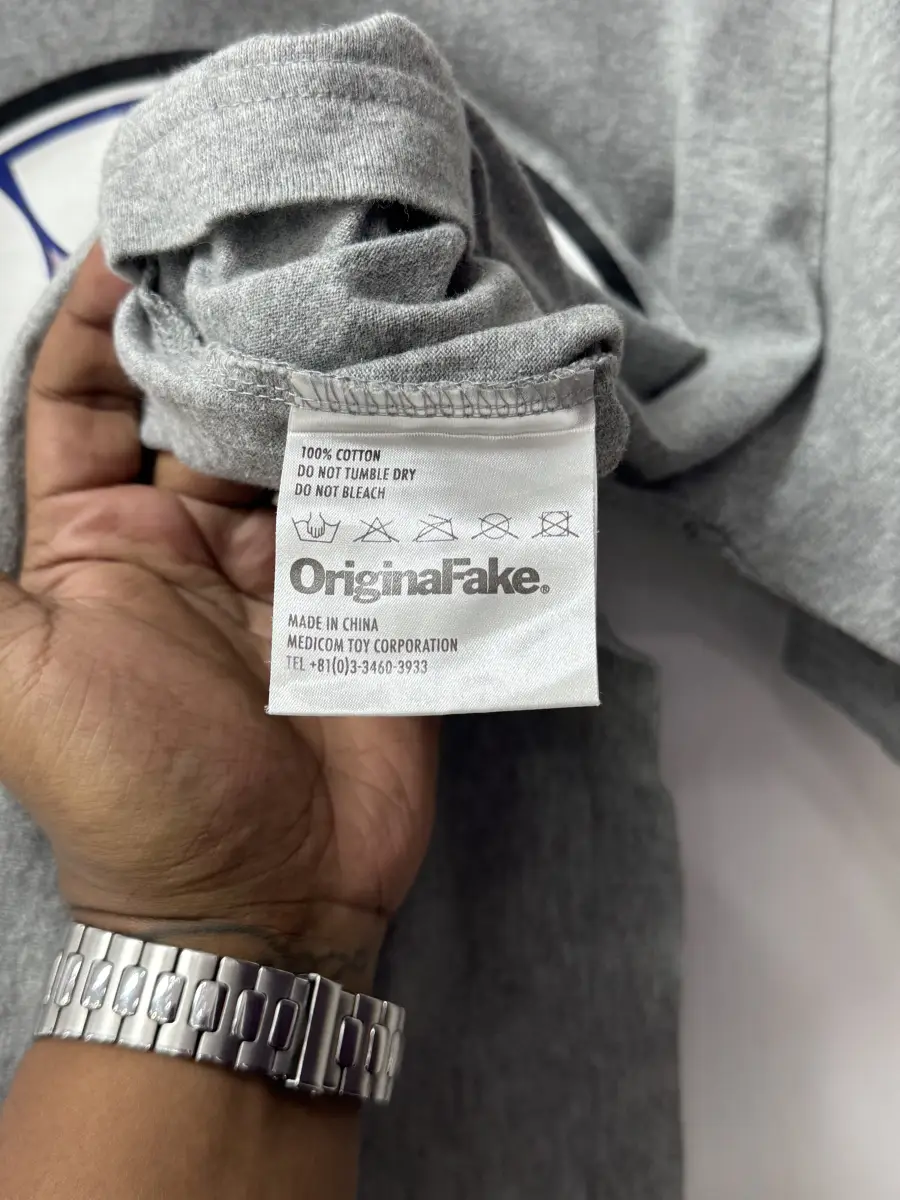 100% COTTON
DO NOT TUMBLE DRY
DO NOT BLEACH
OriginalFake®
MADE IN CHINA
MEDICOM TOY CORPORATION
TEL +81(0)3-3460-3933